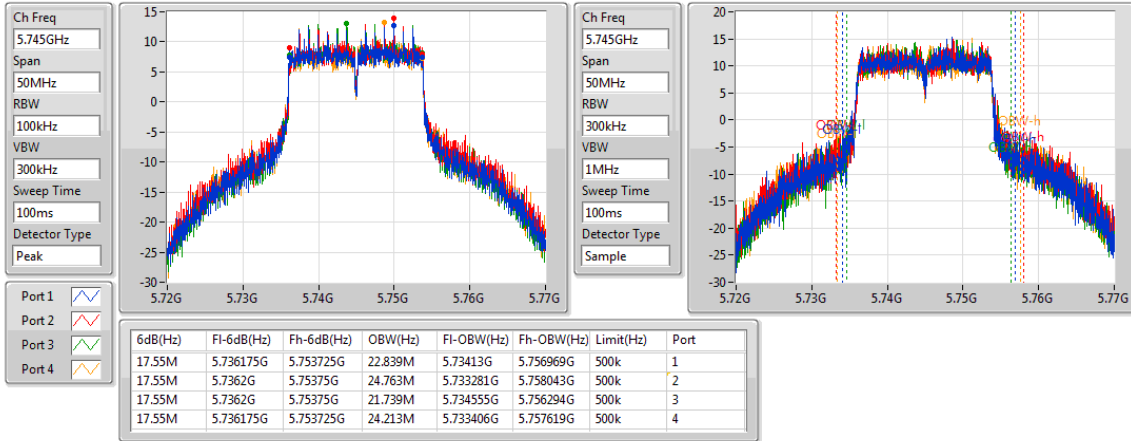 Ch Freq
5.745GHz
Span
50MHz
RBW
100kHz
VBW
300kHz
Sweep Time
100ms
Detector Type
Peak
15
10
5
0
-5
-10
-15
-20
-25
-30
5.72G 5.73G 5.74G 5.75G 5.76G 5.77G
Ch Freq
5.745GHz
Span
50MHz
RBW
300kHz
VBW
1MHz
Sweep Time
100ms
Detector Type
Sample
20
15
10
5
0
-5
-10
-15
-20
-25
-30
OBW-h
5.72G 5.73G 5.74G 5.75G 5.76G 5.77G
Port 1
Port 2
Port 3
Port 4
6dB(Hz) Fl-6dB(Hz) Fh-6dB(Hz) OBW(Hz) Fl-OBW(Hz) Fh-OBW(Hz) Limit(Hz) Port
17.55M 5.736175G 5.753725G 22.839M 5.73413G 5.756969G 500k 1
17.55M 5.7362G 5.75375G 24.763M 5.733281G 5.758043G 500k 2
17.55M 5.7362G 5.75375G 21.739M 5.734555G 5.756294G 500k 3
17.55M 5.736175G 5.753725G 24.213M 5.733406G 5.757619G 500k 4